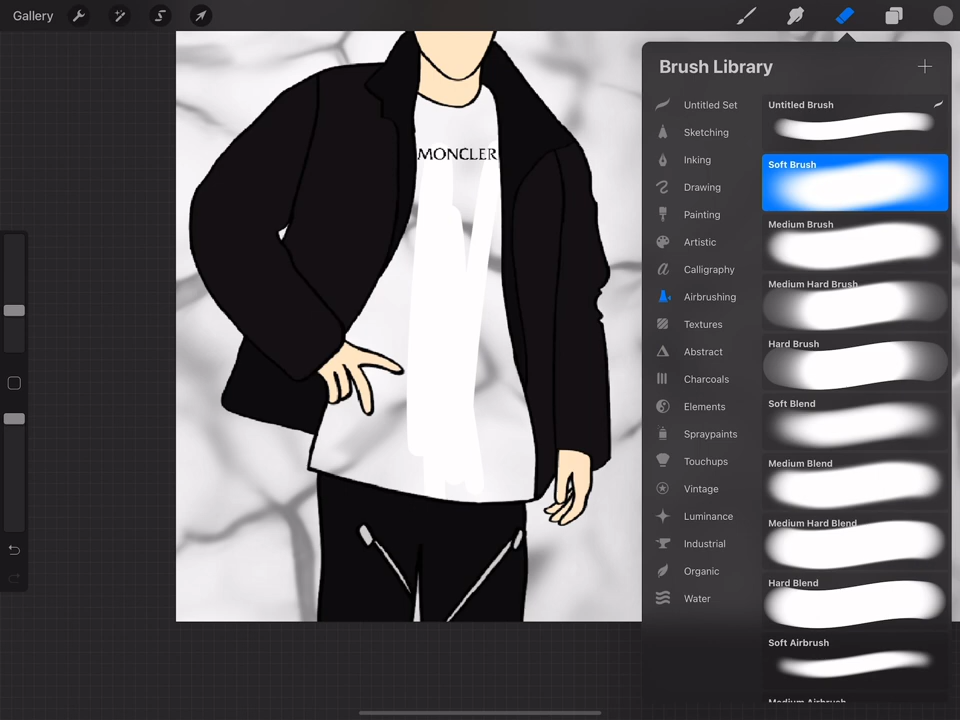 Gallery
Brush Library
Untitled Set
Sketching
Inking
Drawing
Painting
Artistic
Calligraphy
Airbrushing
Textures
Abstract
Charcoals
Elements
Spraypaints
Touchups
Vintage
Luminance
Industrial
Organic
Water
Untitled Brush
Soft Brush
Medium Brush
Medium Hard Brush
Hard Brush
Soft Blend
Medium Blend
Medium Hard Blend
Hard Blend
Soft Airbrush
Medium Airbrush
MONCLER